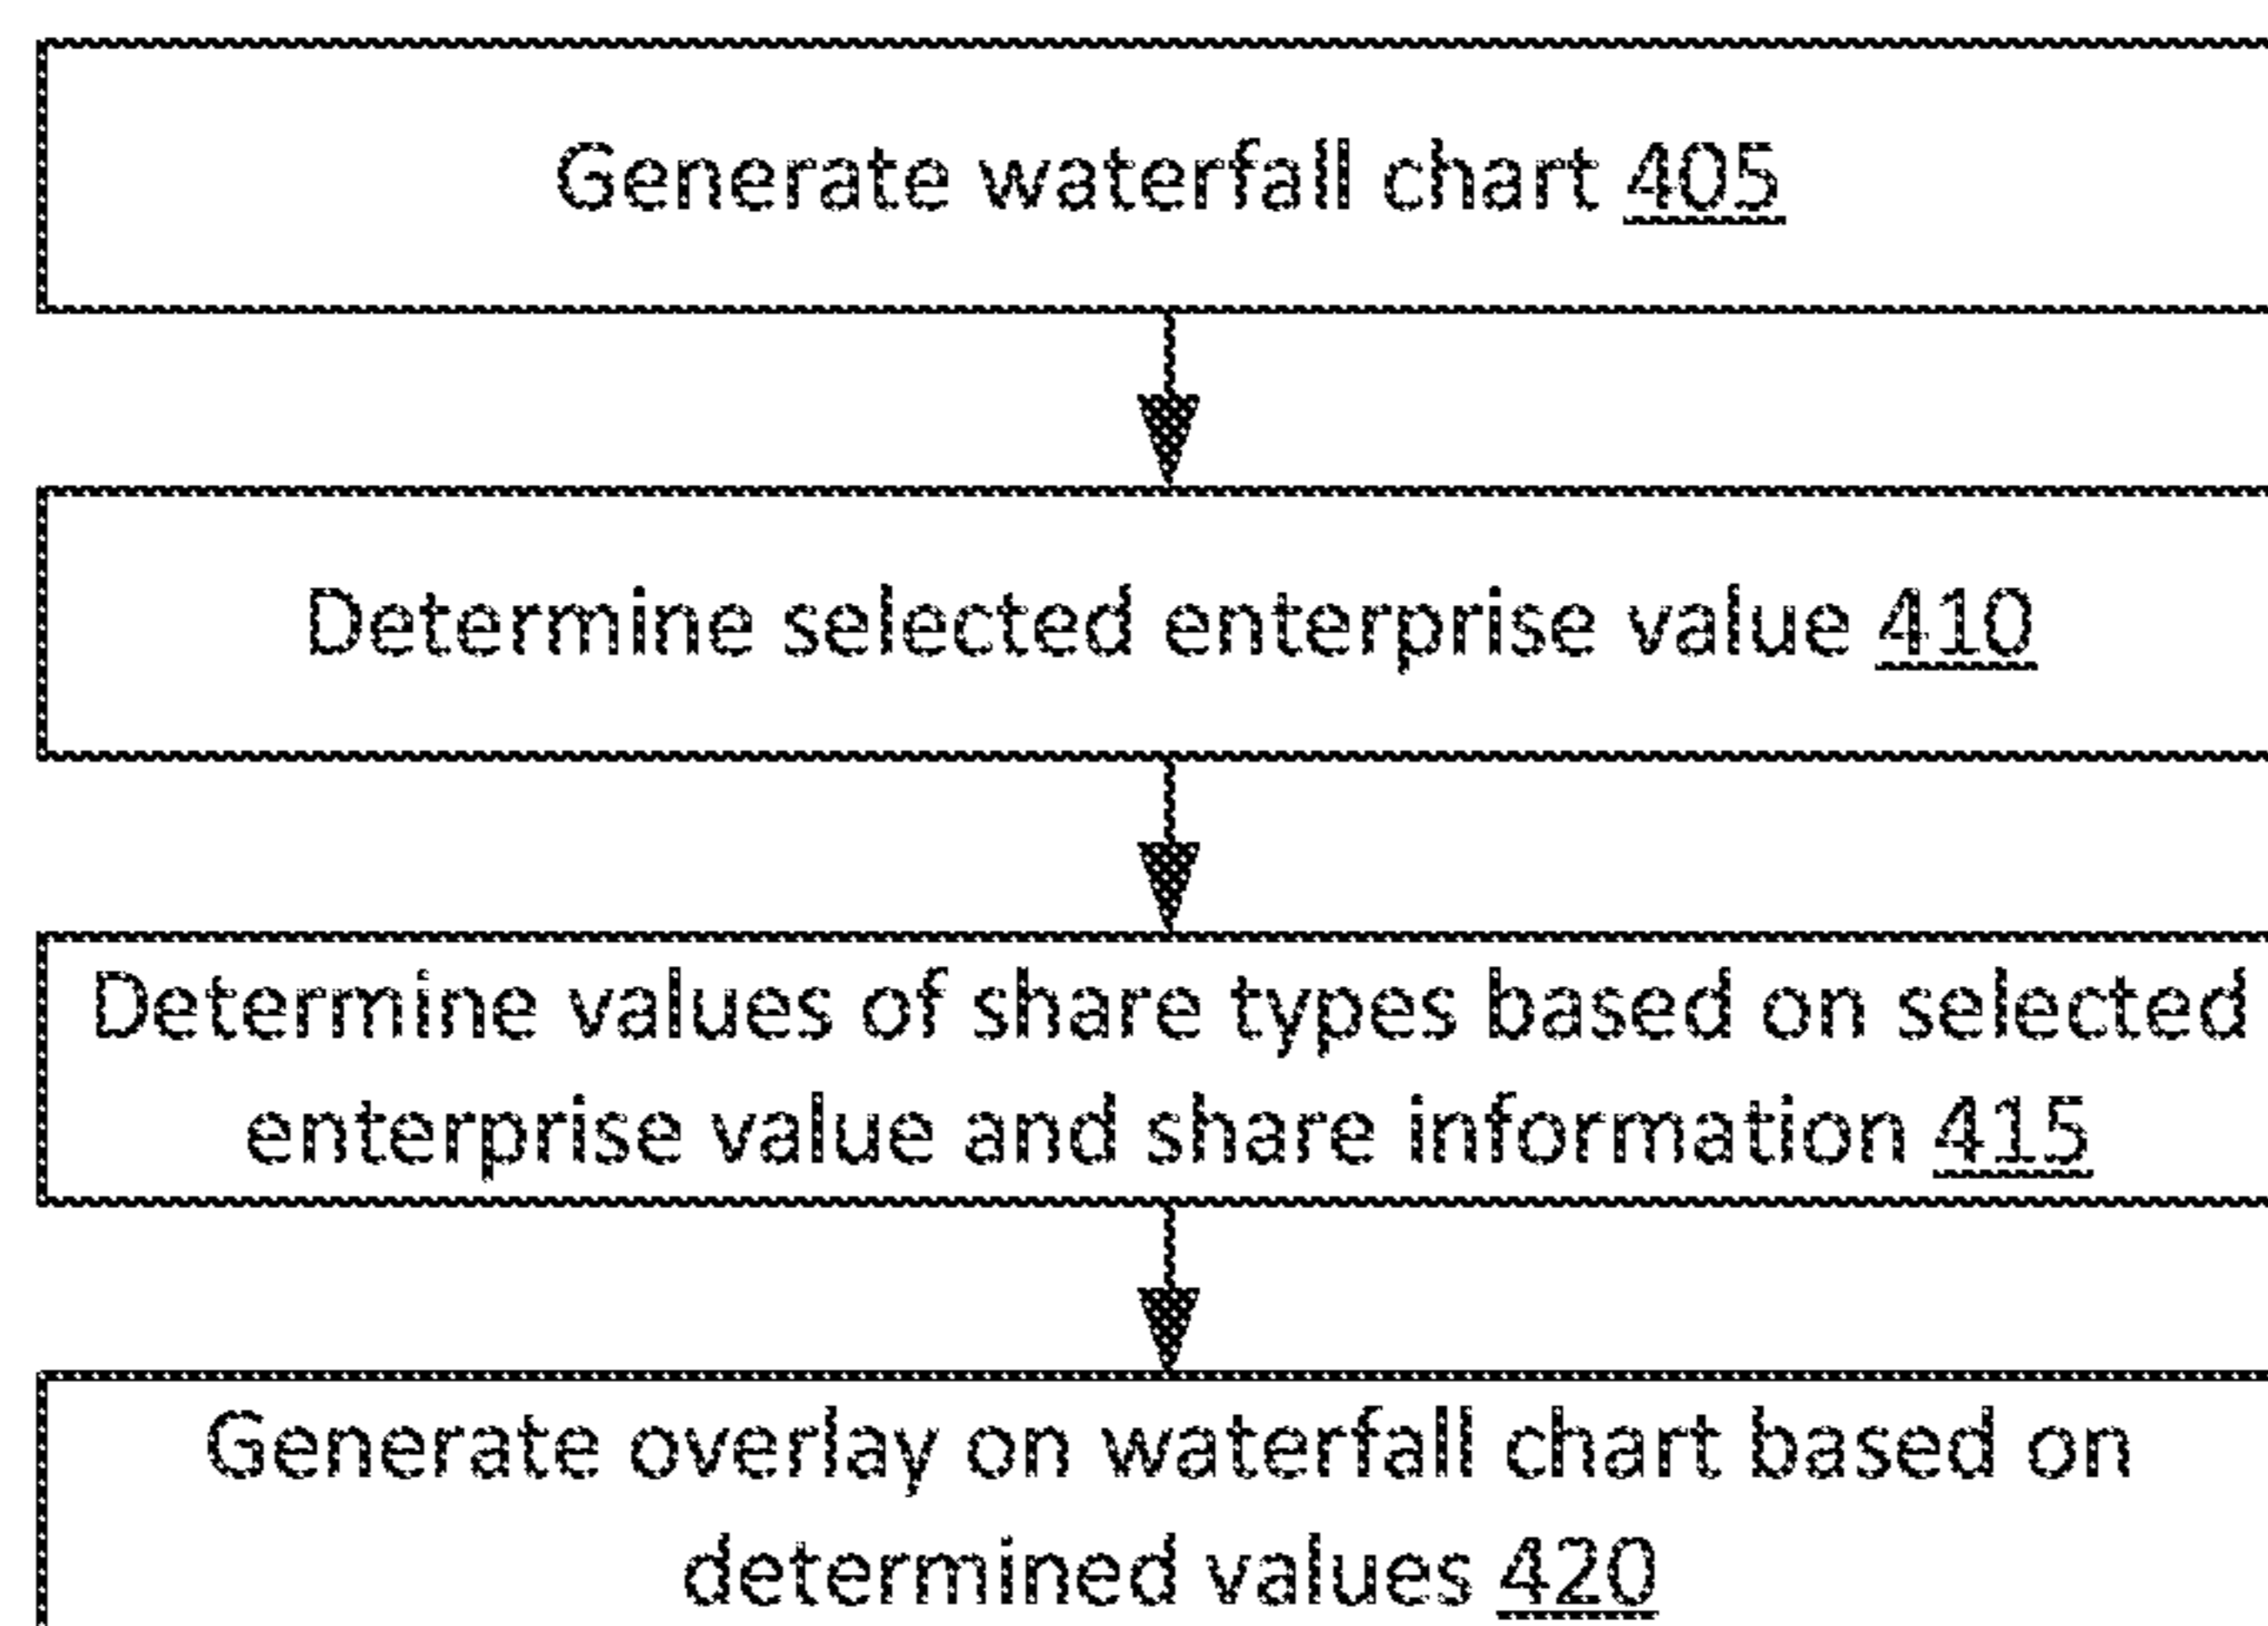 Generate waterfall chart 405
Determine selected enterprise value 410
Determine values of share types based on selected
enterprise value and share information 415
Generate overlay on waterfall chart based on
determined values 420